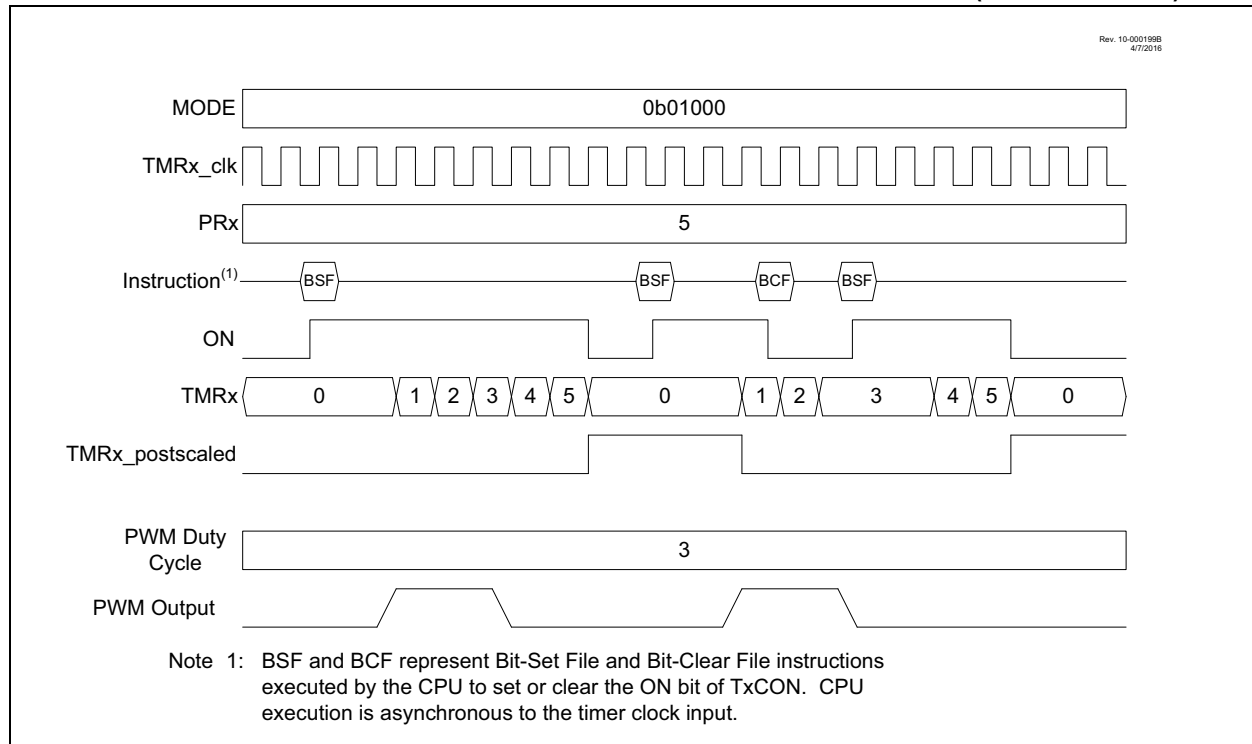 Rev. 10-000199B
4/7/2016
MODE 0b01000
TMRx_clk
PRx 5
Instruction(1) BSF BSF BCF BSF
ON
TMRx 0 1 2 3 4 5 0 1 2 3 4 5 0
TMRx_postscaled
PWM Duty
Cycle 3
PWM Output
Note 1: BSF and BCF represent Bit-Set File and Bit-Clear File instructions
executed by the CPU to set or clear the ON bit of TxCON. CPU
execution is asynchronous to the timer clock input.